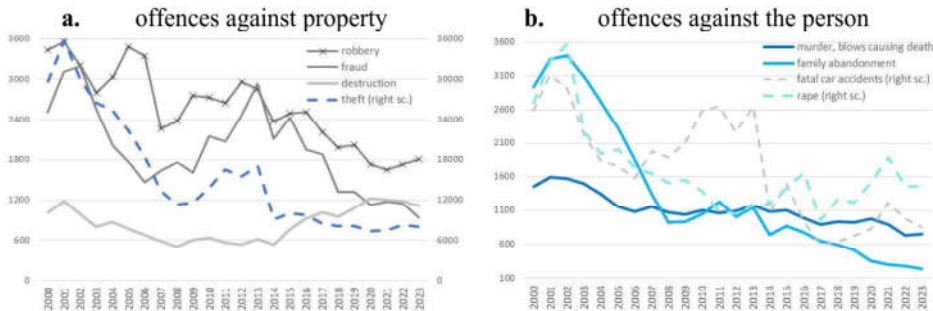 a. offences against property
3600
3000
2400
1800
1200
600
0
36000
30000
24000
18000
12000
6000
0
robbery
fraud
destruction
theft (right sc.)
2000 2001 2002 2003 2004 2005 2006 2007 2008 2009 2010 2011 2012 2013 2014 2015 2016 2017 2018 2019 2020 2021 2022 2023
b. offences against the person
3600
3100
2600
2100
1600
1100
600
100
murder, blows causing death
family abandonment
fatal car accidents (right sc.)
rape (right sc.)
2000 2001 2002 2003 2004 2005 2006 2007 2008 2009 2010 2011 2012 2013 2014 2015 2016 2017 2018 2019 2020 2021 2022 2023